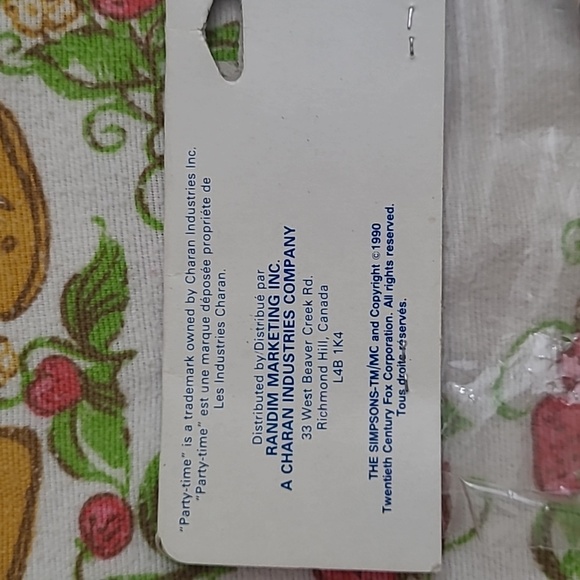 "Party-time" is a trademark owned by Charan Industries Inc.
"Party-time" est une marque déposée propriéte de
Les Industries Charan.
Distributed by/Distribué par
RANDIM MARKETING INC.
A CHARAN INDUSTRIES COMPANY
33 West Beaver Creek Rd.
Richmond Hill, Canada
L4B 1K4
THE SIMPSONS-TM/MC and Copyright ©1990
Twentieth Century Fox Corporation. All rights reserved.
Tous droits réservés.